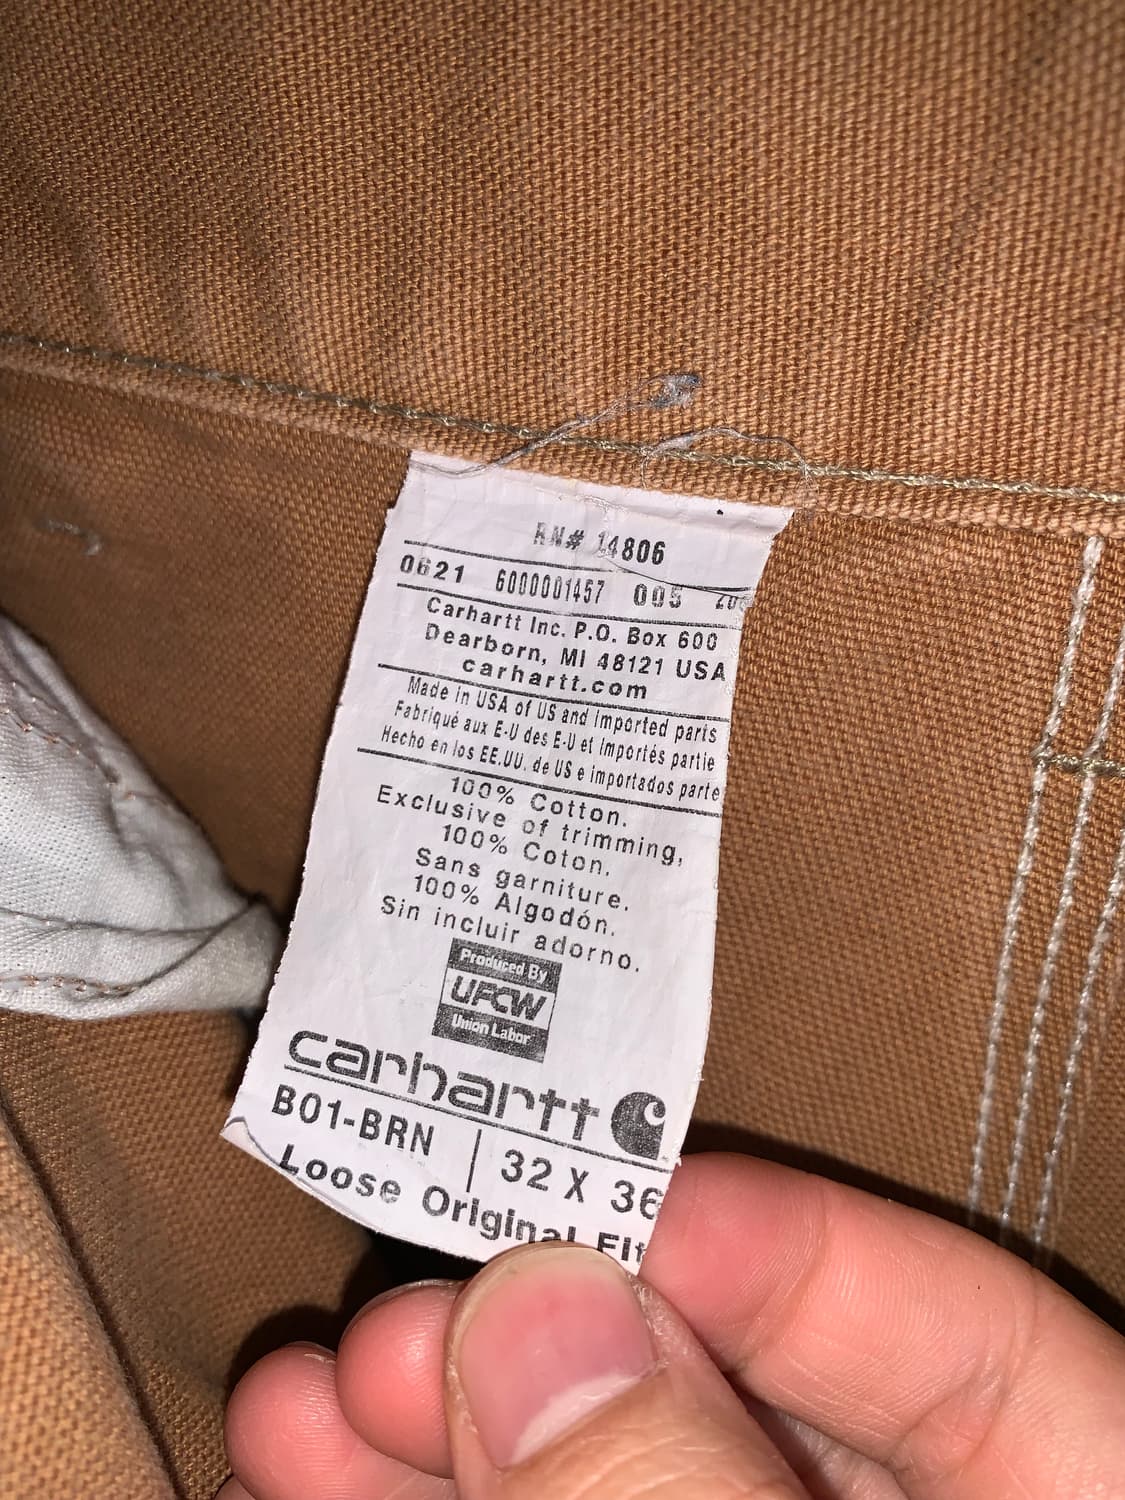 RN# 14806
0621 6000001457 005
Carhartt Inc. P.O. Box 600
Dearborn, MI 48121 USA
carhartt.com
Made in USA of US and imported parts
Fabriqué aux E-U des E-U et importés partie
Hecho en los EE.UU. de US e importados parte
100% Cotton.
Exclusive of trimming,
100% Coton.
Sans garniture.
100% Algodón.
Sin incluir adorno.
Produced By
UFCW
Union Labor
carhartt
B01-BRN | 32 X 36
Loose Original Fit